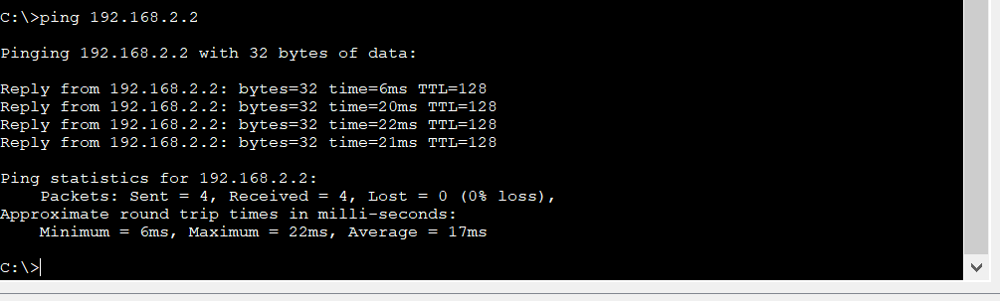 C:\>ping 192.168.2.2
Pinging 192.168.2.2 with 32 bytes of data:
Reply from 192.168.2.2: bytes=32 time=6ms TTL=128
Reply from 192.168.2.2: bytes=32 time=20ms TTL=128
Reply from 192.168.2.2: bytes=32 time=22ms TTL=128
Reply from 192.168.2.2: bytes=32 time=21ms TTL=128
Ping statistics for 192.168.2.2:
    Packets: Sent = 4, Received = 4, Lost = 0 (0% loss),
Approximate round trip times in milli-seconds:
    Minimum = 6ms, Maximum = 22ms, Average = 17ms
C:\>